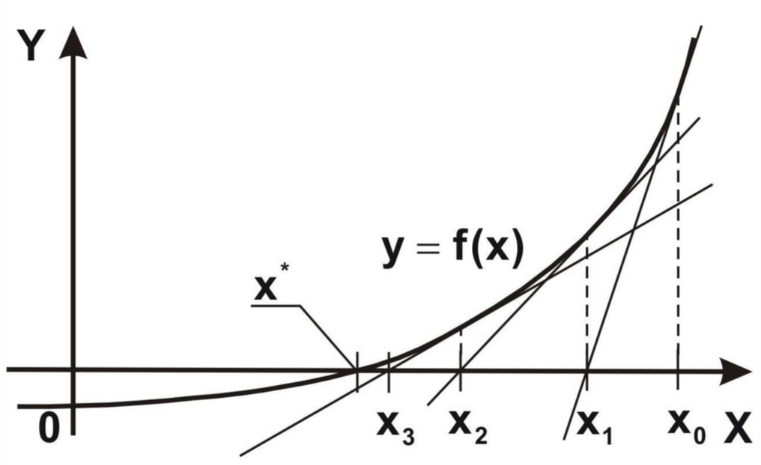 Y
y = f(x)
x*
0
x₃
x₂
x₁
x₀
X